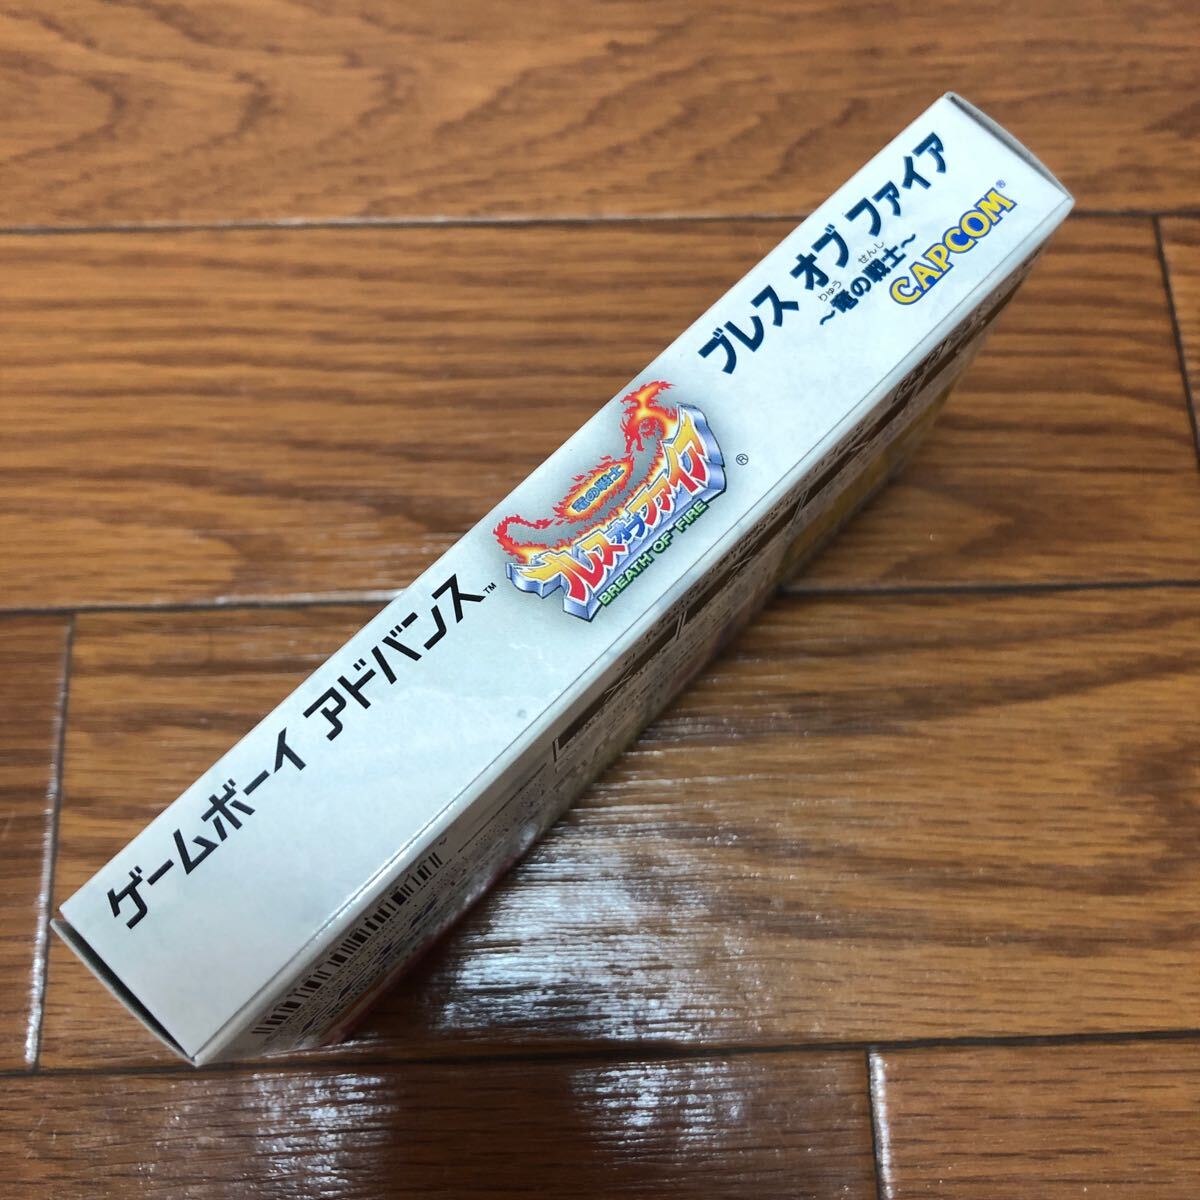 ゲームボーイ アドバンス™
竜の戦士
ブレスオブファイア
BREATH OF FIRE
®
ブレス オブ ファイア
りゅう せんし
～竜の戦士～
CAPCOM®